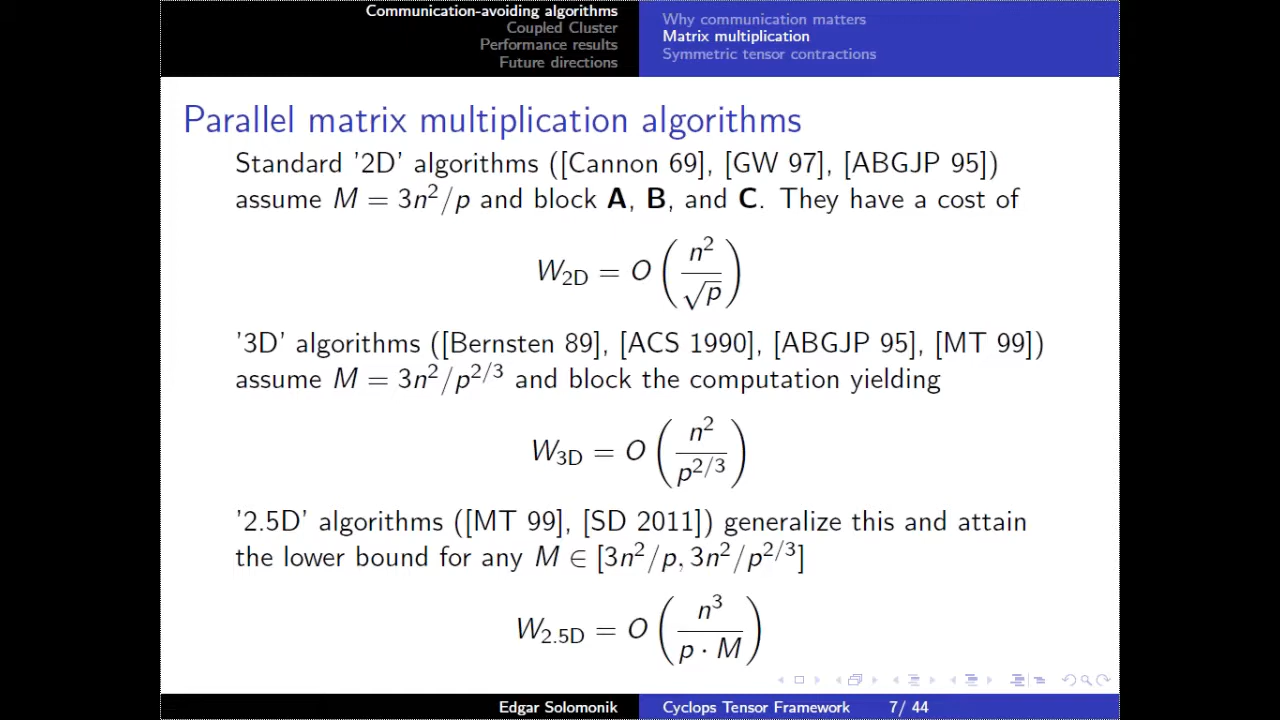 Communication-avoiding algorithms
Coupled Cluster
Performance results
Future directions
Why communication matters
Matrix multiplication
Symmetric tensor contractions
Parallel matrix multiplication algorithms
Standard '2D' algorithms ([Cannon 69], [GW 97], [ABGJP 95])
assume M = 3n²/p and block A, B, and C. They have a cost of
W_2D = O(n²/√p)
'3D' algorithms ([Bernsten 89], [ACS 1990], [ABGJP 95], [MT 99])
assume M = 3n²/p^{2/3} and block the computation yielding
W_3D = O(n²/p^{2/3})
'2.5D' algorithms ([MT 99], [SD 2011]) generalize this and attain
the lower bound for any M ∈ [3n²/p, 3n²/p^{2/3}]
W_2.5D = O(n³/(p · M))
Edgar Solomonik
Cyclops Tensor Framework
7/ 44